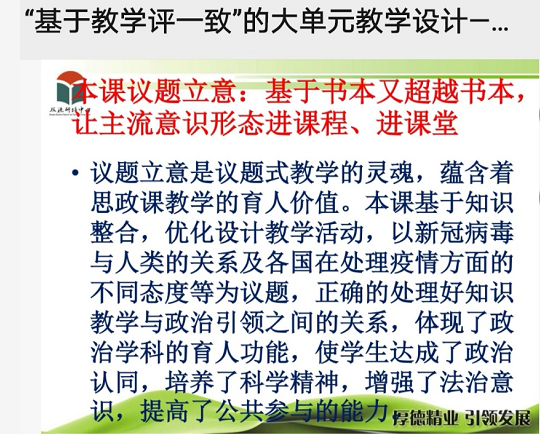 “基于教学评一致”的大单元教学设计—...
本课议题立意：基于书本又超越书本，
让主流意识形态进课程、进课堂
• 议题立意是议题式教学的灵魂，蕴含着
思政课教学的育人价值。本课基于知识
整合，优化设计教学活动，以新冠病毒
与人类的关系及各国在处理疫情方面的
不同态度等为议题，正确的处理好知识
教学与政治引领之间的关系，体现了政
治学科的育人功能，使学生达成了政治
认同，培养了科学精神，增强了法治意
识，提高了公共参与的能力。
厚德精业 引领发展